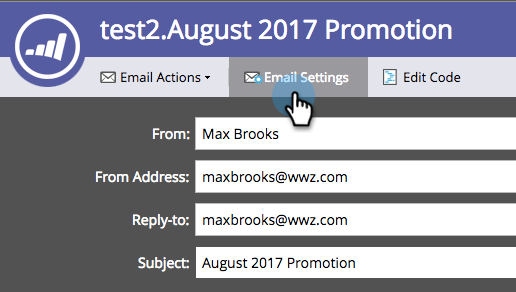 test2.August 2017 Promotion
Email Actions Email Settings Edit Code
From: Max Brooks
From Address: maxbrooks@wwz.com
Reply-to: maxbrooks@wwz.com
Subject: August 2017 Promotion